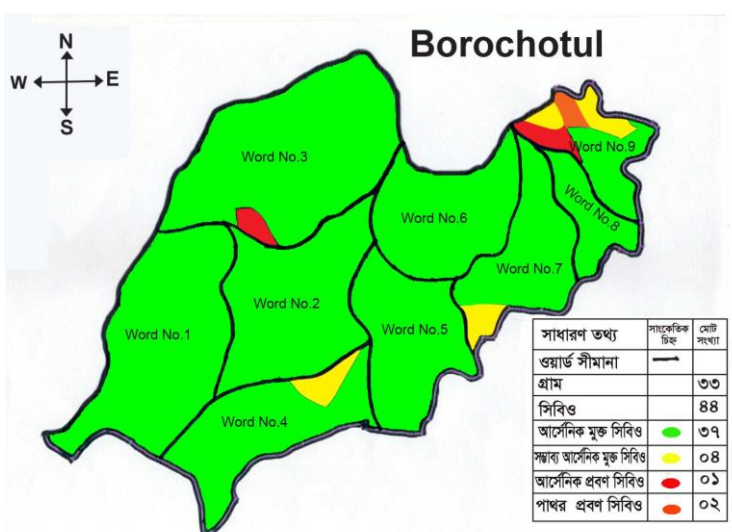 Borochotul
N
W E
S
Word No.3
Word No.9
Word No.6
Word No.8
Word No.7
Word No.2
Word No.1
Word No.5
Word No.4
সাধারণ তথ্য সাংকেতিক চিহ্ন মোট সংখ্যা
ওয়ার্ড সীমানা
গ্রাম ৩৩
সিবিও ৪৪
আর্সেনিক মুক্ত সিবিও ৩৭
সম্ভাব্য আর্সেনিক মুক্ত সিবিও ০৪
আর্সেনিক প্রবণ সিবিও ০১
পাথর প্রবণ সিবিও ০২